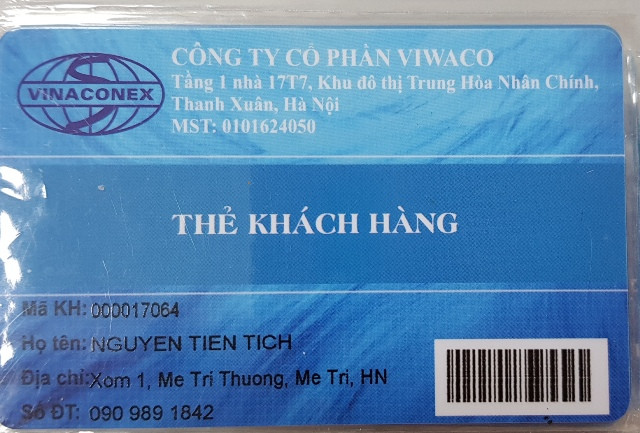 VINACONEX
CÔNG TY CỔ PHẦN VIWACO
Tầng 1 nhà 17T7, Khu đô thị Trung Hòa Nhân Chính,
Thanh Xuân, Hà Nội
MST: 0101624050
THẺ KHÁCH HÀNG
Mã KH: 000017064
Họ tên: NGUYEN TIEN TICH
Địa chỉ: Xom 1, Me Tri Thuong, Me Tri, HN
Số ĐT: 090 989 1842